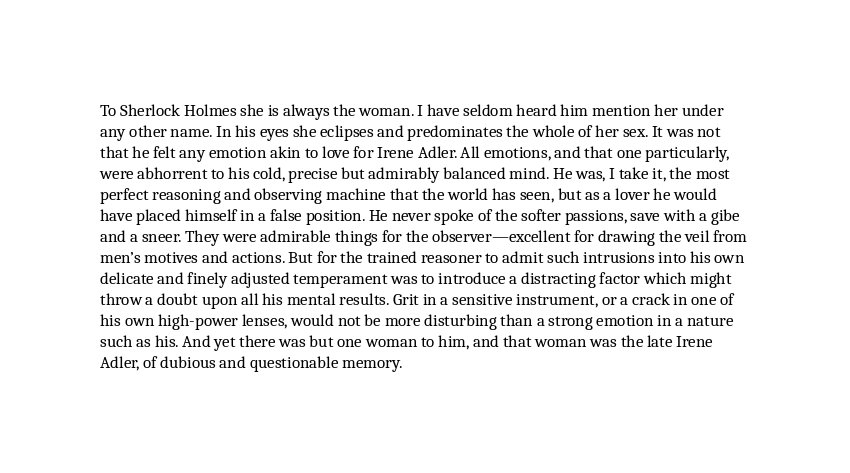 To Sherlock Holmes she is always the woman. I have seldom heard him mention her under
any other name. In his eyes she eclipses and predominates the whole of her sex. It was not
that he felt any emotion akin to love for Irene Adler. All emotions, and that one particularly,
were abhorrent to his cold, precise but admirably balanced mind. He was, I take it, the most
perfect reasoning and observing machine that the world has seen, but as a lover he would
have placed himself in a false position. He never spoke of the softer passions, save with a gibe
and a sneer. They were admirable things for the observer—excellent for drawing the veil from
men’s motives and actions. But for the trained reasoner to admit such intrusions into his own
delicate and finely adjusted temperament was to introduce a distracting factor which might
throw a doubt upon all his mental results. Grit in a sensitive instrument, or a crack in one of
his own high-power lenses, would not be more disturbing than a strong emotion in a nature
such as his. And yet there was but one woman to him, and that woman was the late Irene
Adler, of dubious and questionable memory.